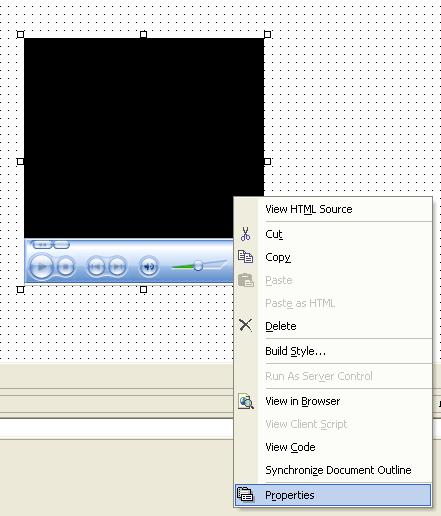 View HTML Source
Cut
Copy
Paste
Paste as HTML
Delete
Build Style...
Run As Server Control
View in Browser
View Client Script
View Code
Synchronize Document Outline
Properties